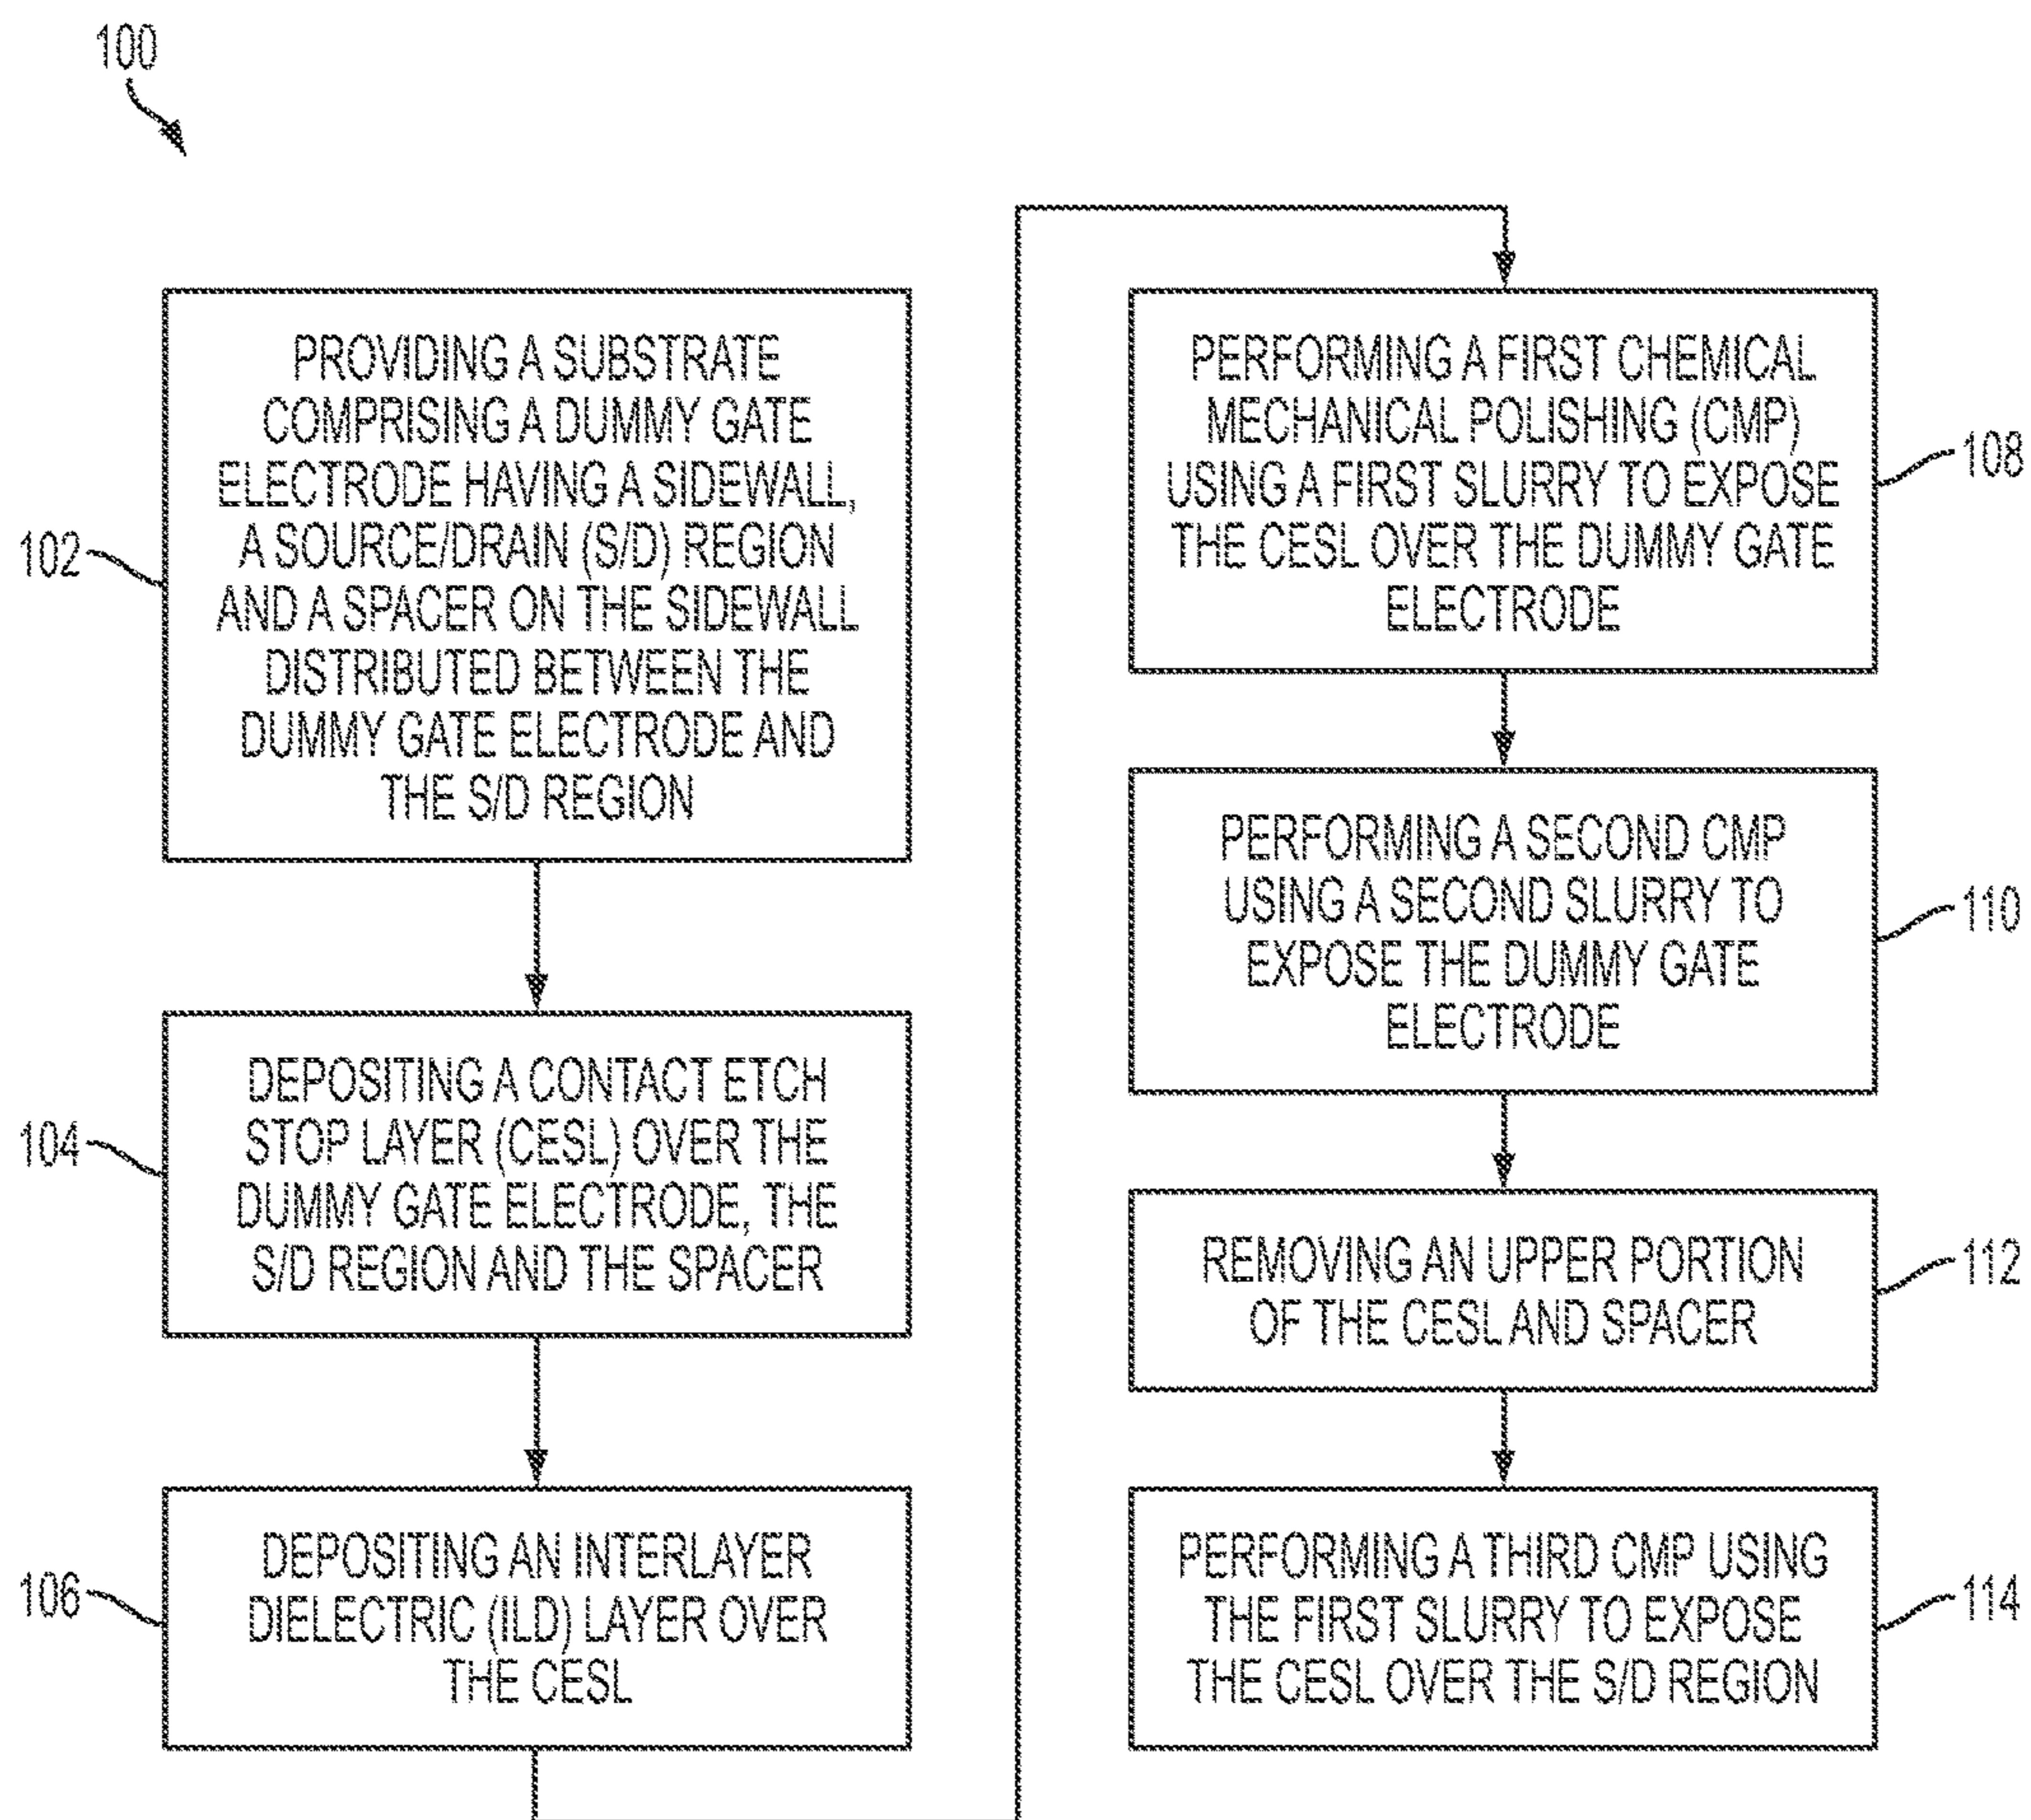 100
102
PROVIDING A SUBSTRATE
COMPRISING A DUMMY GATE
ELECTRODE HAVING A SIDEWALL,
A SOURCE/DRAIN (S/D) REGION
AND A SPACER ON THE SIDEWALL
DISTRIBUTED BETWEEN THE
DUMMY GATE ELECTRODE AND
THE S/D REGION
104
DEPOSITING A CONTACT ETCH
STOP LAYER (CESL) OVER THE
DUMMY GATE ELECTRODE, THE
S/D REGION AND THE SPACER
106
DEPOSITING AN INTERLAYER
DIELECTRIC (ILD) LAYER OVER
THE CESL
PERFORMING A FIRST CHEMICAL
MECHANICAL POLISHING (CMP)
USING A FIRST SLURRY TO EXPOSE
THE CESL OVER THE DUMMY GATE
ELECTRODE
108
PERFORMING A SECOND CMP
USING A SECOND SLURRY TO
EXPOSE THE DUMMY GATE
ELECTRODE
110
REMOVING AN UPPER PORTION
OF THE CESL AND SPACER
112
PERFORMING A THIRD CMP USING
THE FIRST SLURRY TO EXPOSE
THE CESL OVER THE S/D REGION
114